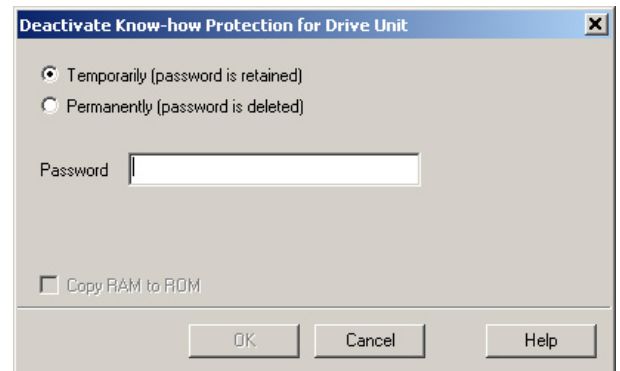 Deactivate Know-how Protection for Drive Unit
Temporarily (password is retained)
Permanently (password is deleted)
Password
Copy RAM to ROM
OK Cancel Help